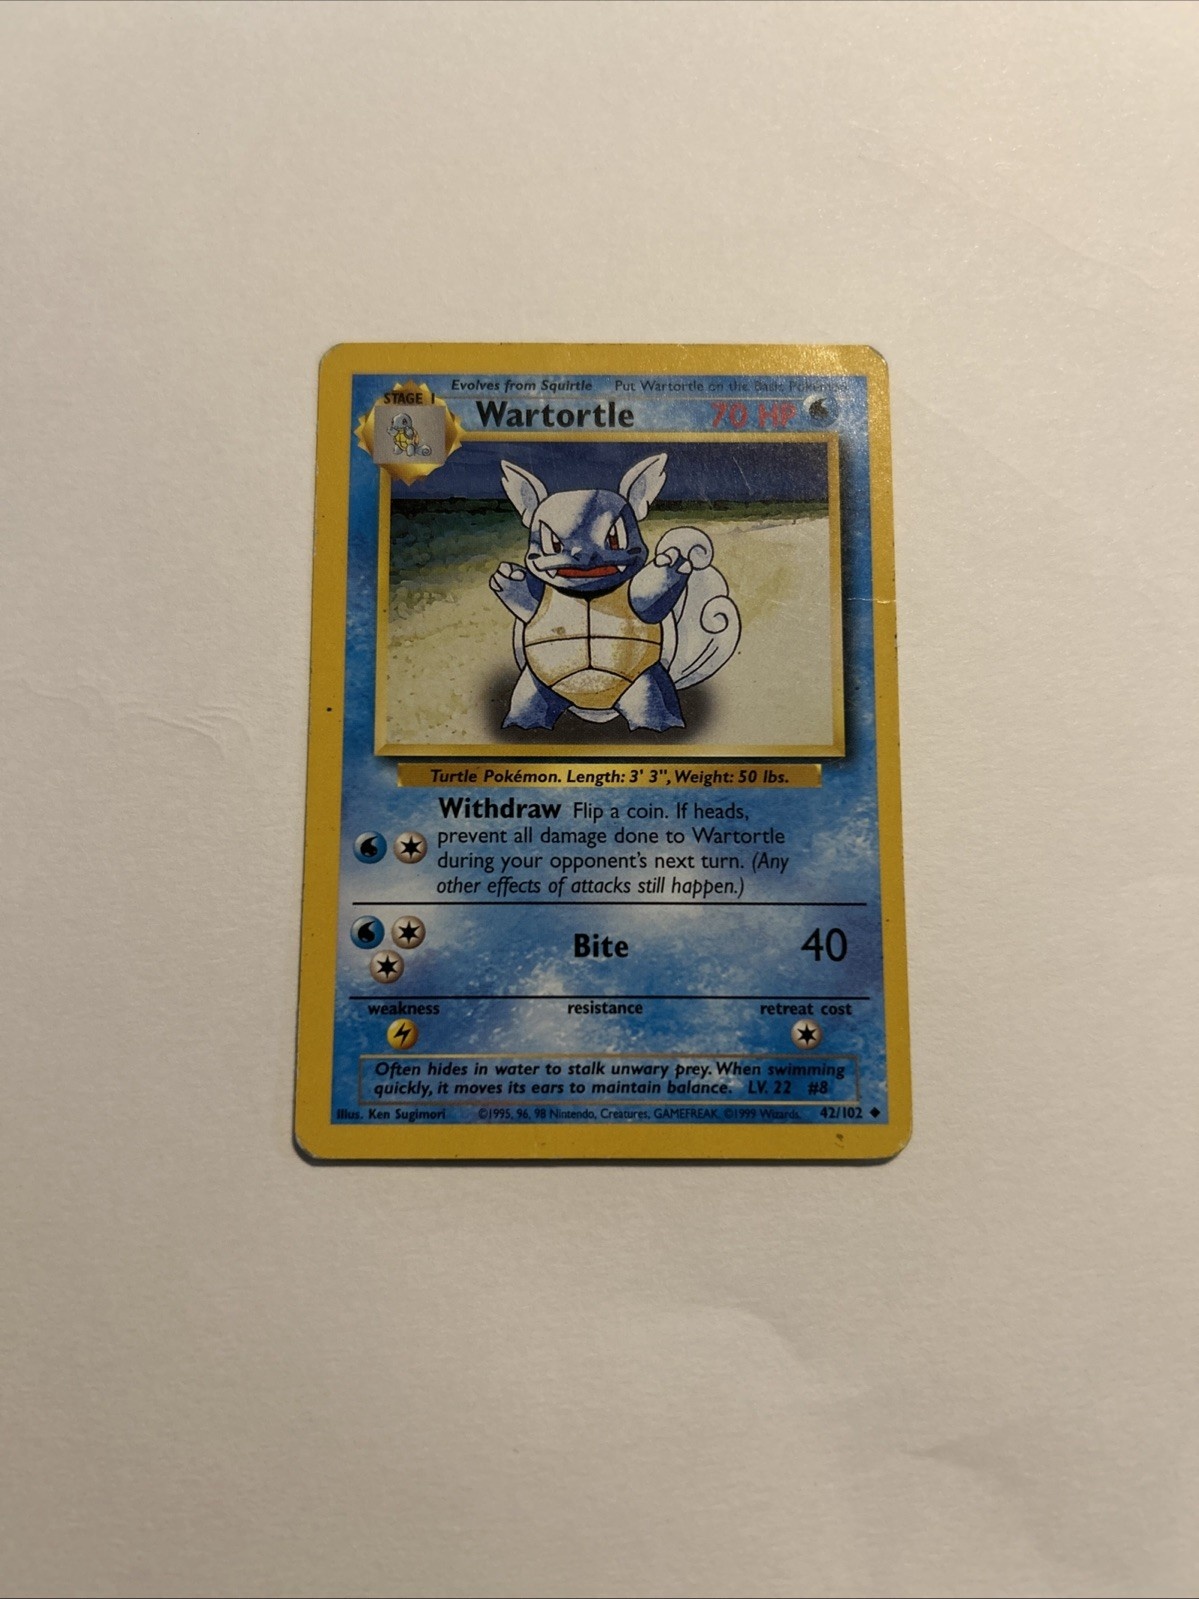 Evolves from Squirtle Put Wartortle on the Basic Pokémon
STAGE 1
Wartortle 70 HP
Turtle Pokémon. Length: 3' 3", Weight: 50 lbs.
Withdraw Flip a coin. If heads,
prevent all damage done to Wartortle
during your opponent's next turn. (Any
other effects of attacks still happen.)
Bite 40
weakness resistance retreat cost
Often hides in water to stalk unwary prey. When swimming
quickly, it moves its ears to maintain balance. LV. 22 #8
Illus. Ken Sugimori ©1995, 96, 98 Nintendo, Creatures, GAMEFREAK. ©1999 Wizards. 42/102